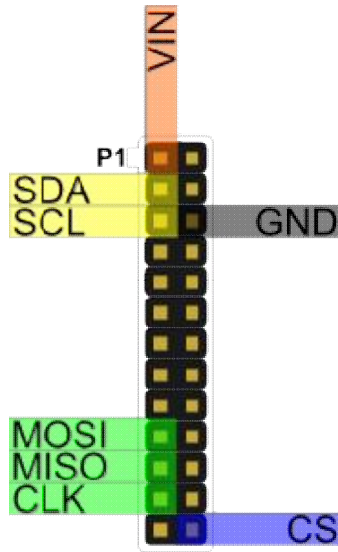 VIN
P1
SDA
SCL
GND
MOSI
MISO
CLK
CS